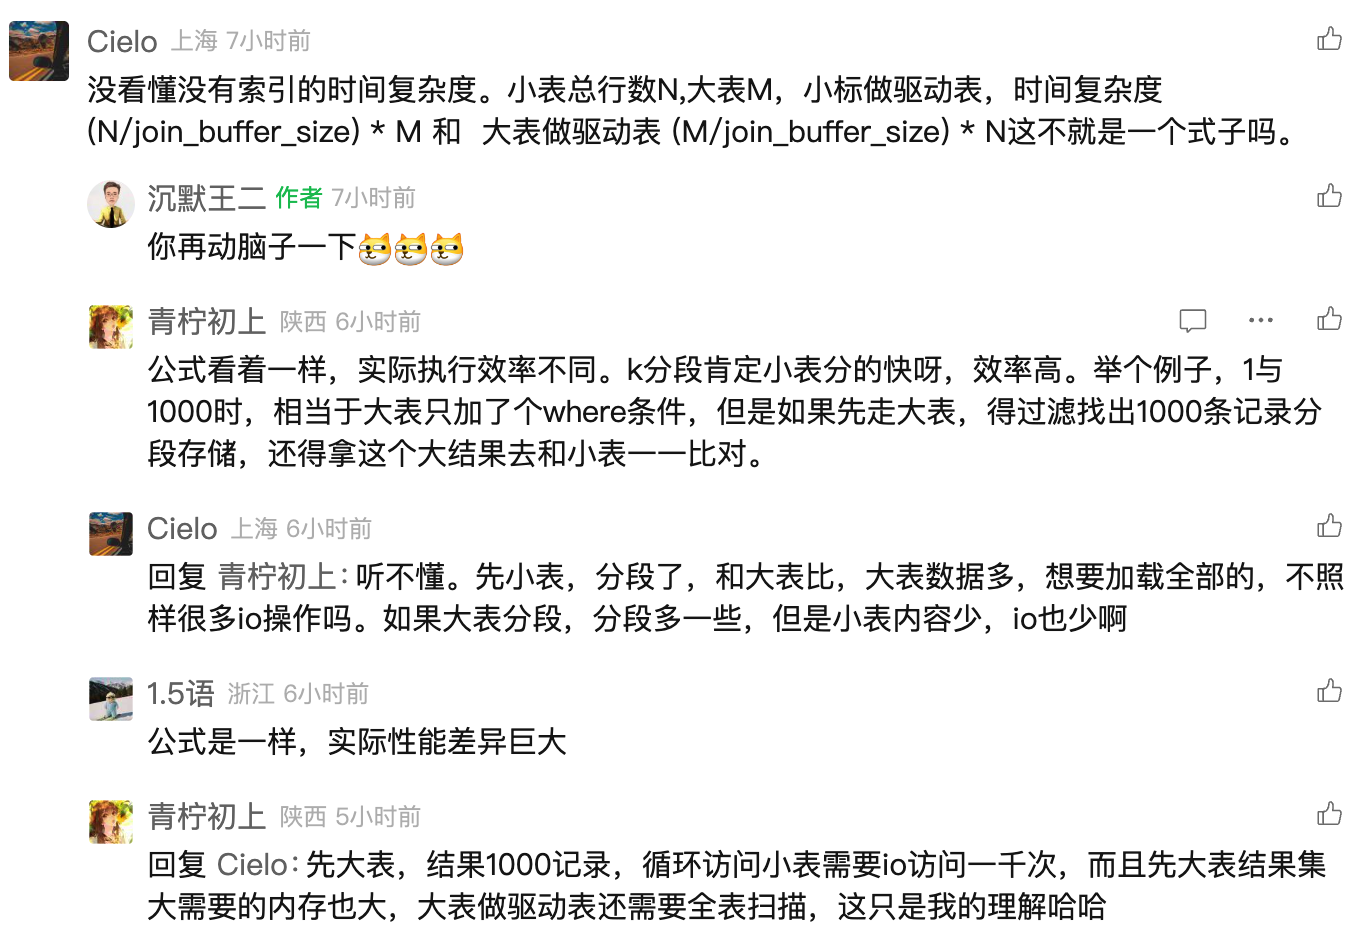 Cielo 上海 7小时前
没看懂没有索引的时间复杂度。小表总行数N,大表M，小标做驱动表，时间复杂度
(N/join_buffer_size) * M 和 大表做驱动表 (M/join_buffer_size) * N这不就是一个式子吗。
沉默王二 作者 7小时前
你再动脑子一下
青柠初上 陕西 6小时前
公式看着一样，实际执行效率不同。k分段肯定小表分的快呀，效率高。举个例子，1与
1000时，相当于大表只加了个where条件，但是如果先走大表，得过滤找出1000条记录分
段存储，还得拿这个大结果去和小表一一比对。
Cielo 上海 6小时前
回复 青柠初上：听不懂。先小表，分段了，和大表比，大表数据多，想要加载全部的，不照
样很多io操作吗。如果大表分段，分段多一些，但是小表内容少，io也少啊
1.5语 浙江 6小时前
公式是一样，实际性能差异巨大
青柠初上 陕西 5小时前
回复 Cielo：先大表，结果1000记录，循环访问小表需要io访问一千次，而且先大表结果集
大需要的内存也大，大表做驱动表还需要全表扫描，这只是我的理解哈哈